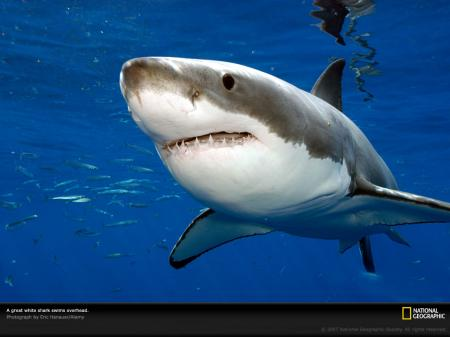 A great white shark swims overhead.
Photograph by Eric Hanauer/Alamy
NATIONAL
GEOGRAPHIC
© 2007 National Geographic Society. All rights reserved.